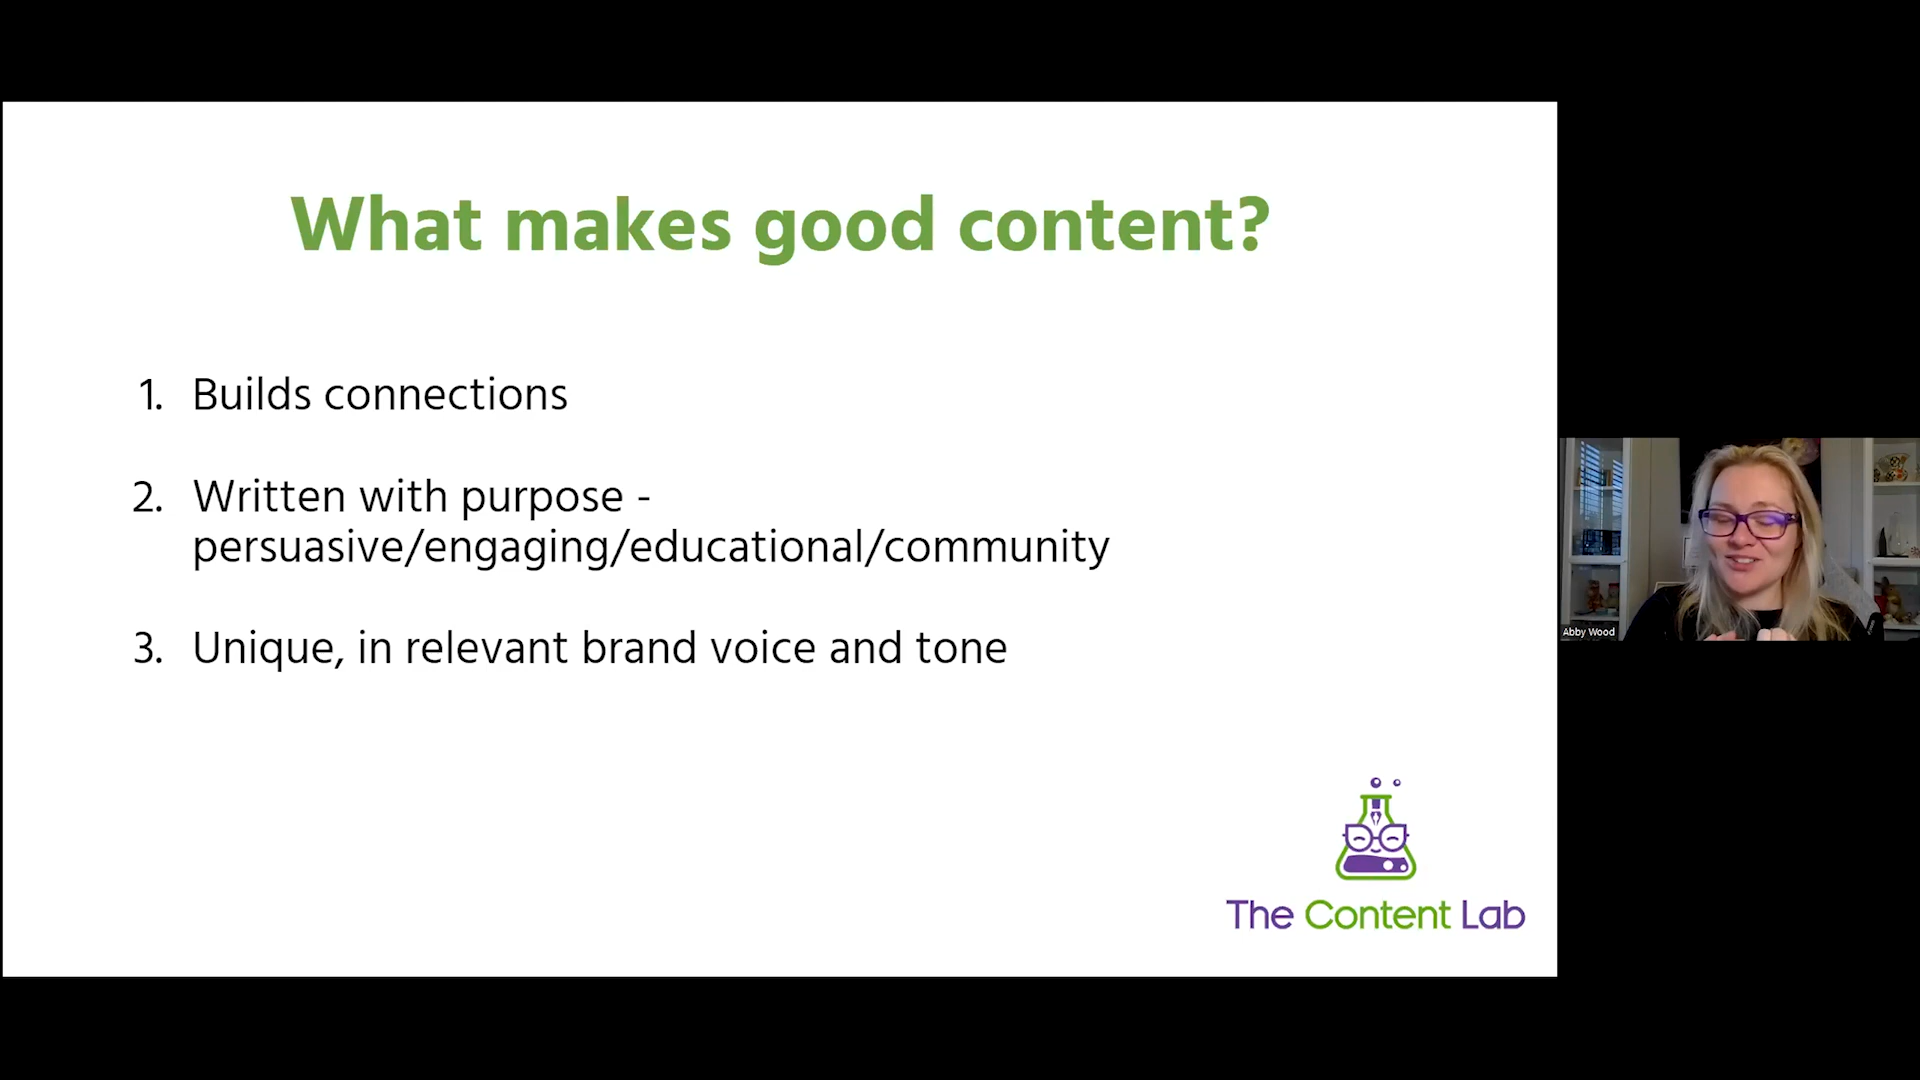 What makes good content?
1. Builds connections
2. Written with purpose -
persuasive/engaging/educational/community
3. Unique, in relevant brand voice and tone
Abby Wood
The Content Lab